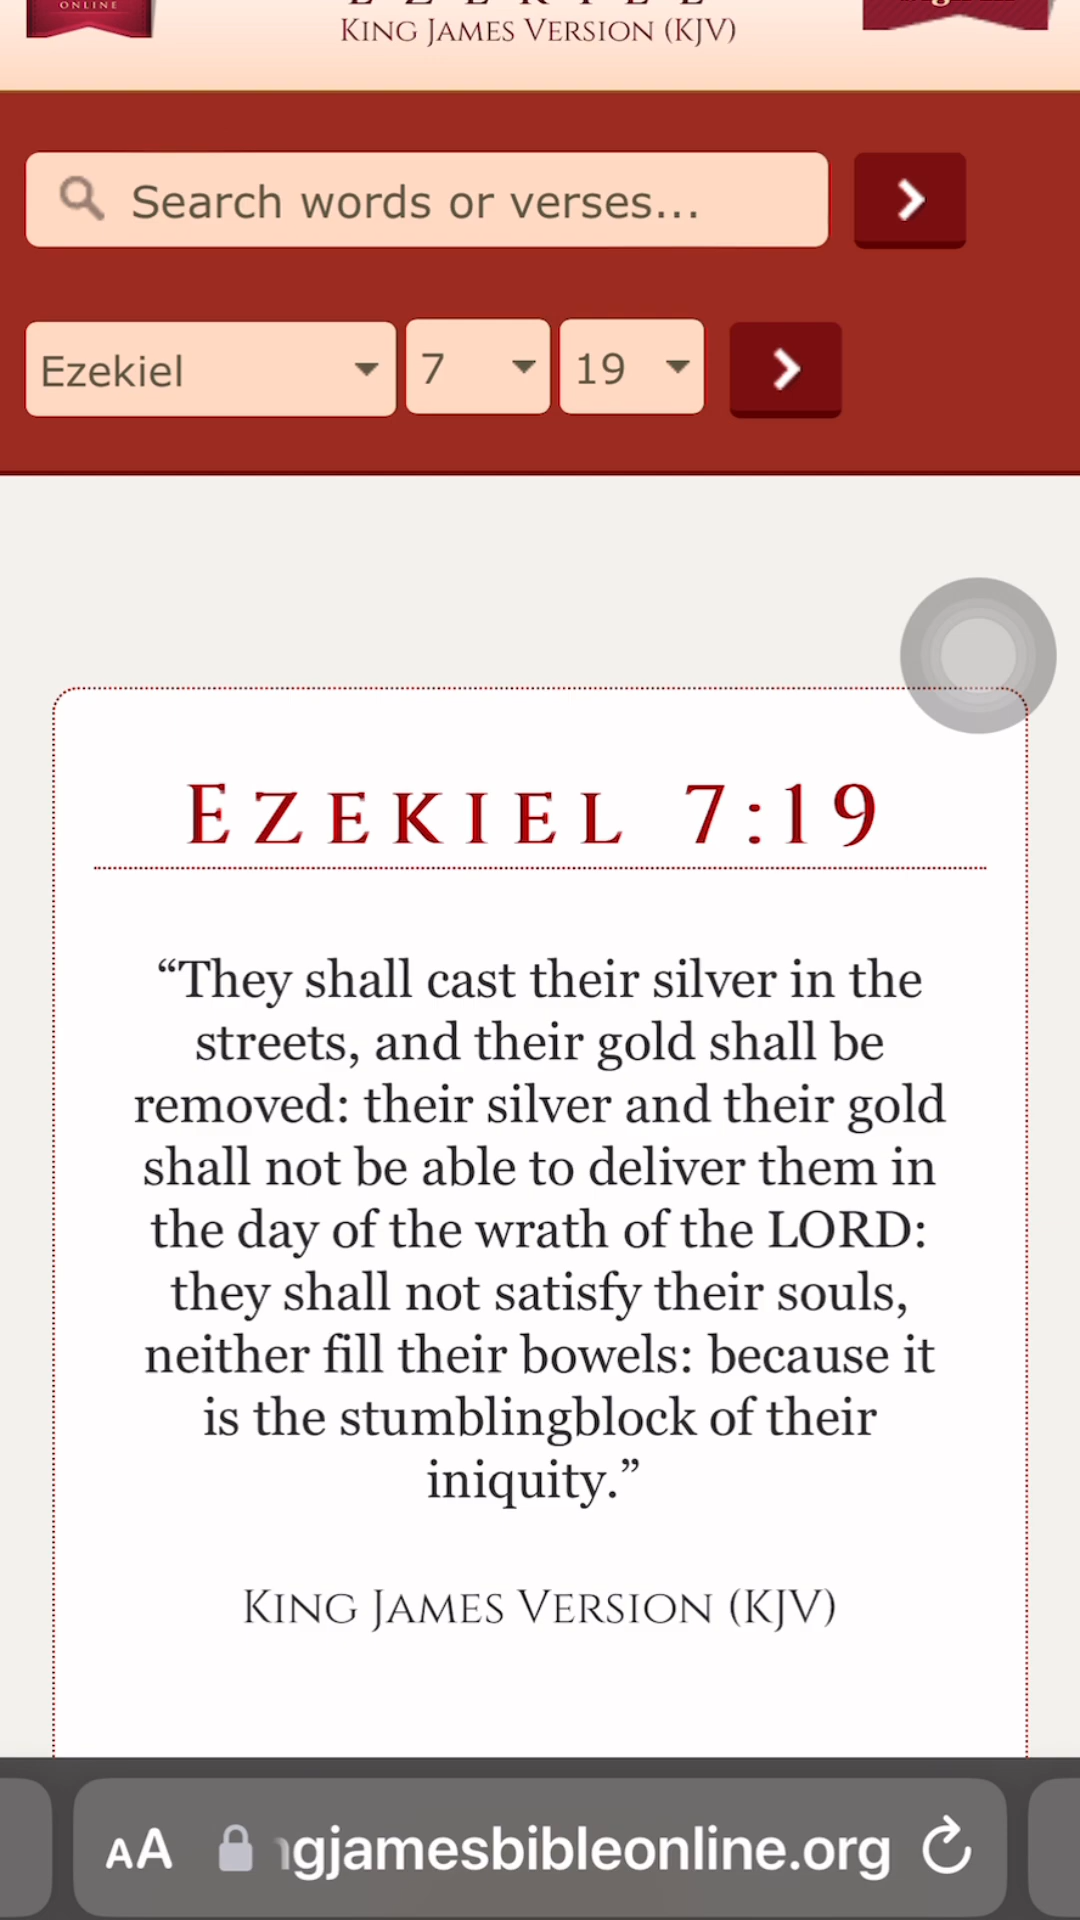 ONLINE
KING JAMES VERSION (KJV)
Search words or verses...
Ezekiel 7 19
EZEKIEL 7:19
“They shall cast their silver in the
streets, and their gold shall be
removed: their silver and their gold
shall not be able to deliver them in
the day of the wrath of the LORD:
they shall not satisfy their souls,
neither fill their bowels: because it
is the stumblingblock of their
iniquity.”
KING JAMES VERSION (KJV)
AA ngjamesbibleonline.org